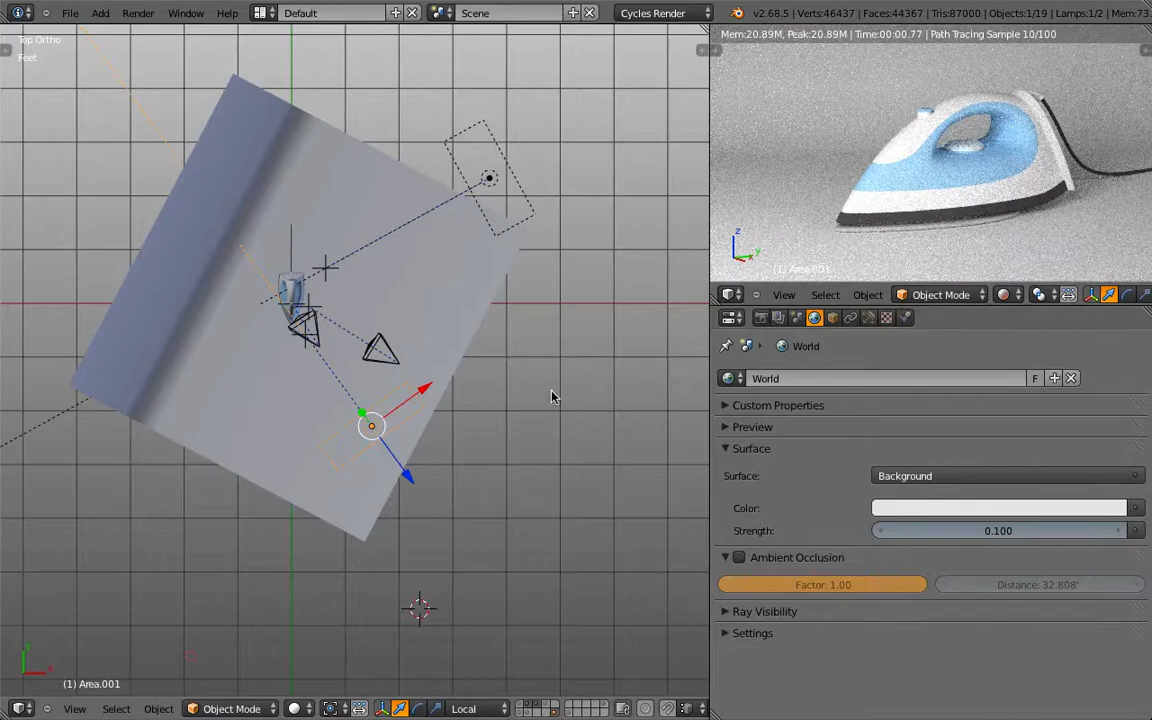 File Add Render Window Help Default Scene Cycles Render v2.68.5 | Verts:46437 | Faces:44367 | Tris:87000 | Objects:1/19 | Lamps:1/2 | Mem:73.
Top Ortho
Feet
Mem:20.89M, Peak:20.89M | Time:00:00.77 | Path Tracing Sample 10/100
z
y
x
(1) Area.001
View Select Object Object Mode
World
World F
Custom Properties
Preview
Surface
Surface: Background
Color:
Strength: 0.100
Ambient Occlusion
Factor: 1.00 Distance: 32.808'
Ray Visibility
Settings
y
x
(1) Area.001
View Select Object Object Mode Local